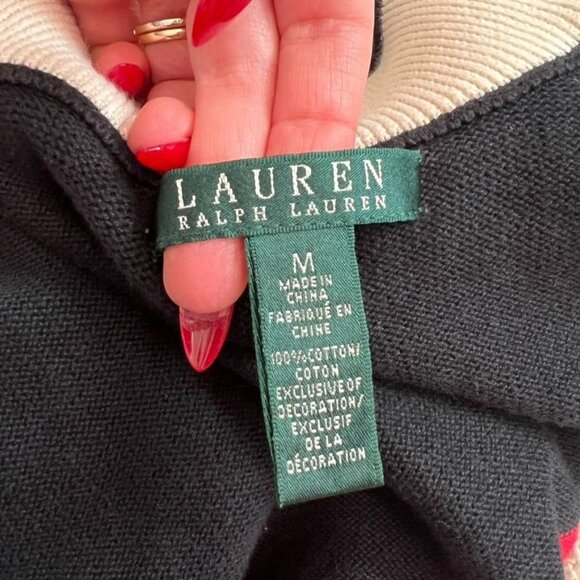 LAUREN
RALPH LAUREN
M
MADE IN
CHINA
FABRIQUÉ EN
CHINE
100% COTTON/
COTON
EXCLUSIVE OF
DECORATION/
EXCLUSIF
DE LA
DÉCORATION